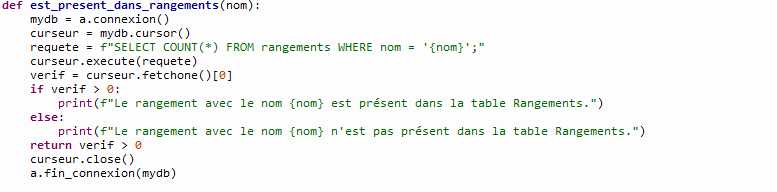 def est_present_dans_rangements(nom):
    mydb = a.connexion()
    curseur = mydb.cursor()
    requete = f"SELECT COUNT(*) FROM rangements WHERE nom = '{nom}';"
    curseur.execute(requete)
    verif = curseur.fetchone()[0]
    if verif > 0:
        print(f"Le rangement avec le nom {nom} est présent dans la table Rangements.")
    else:
        print(f"Le rangement avec le nom {nom} n'est pas présent dans la table Rangements.")
    return verif > 0
    curseur.close()
    a.fin_connexion(mydb)